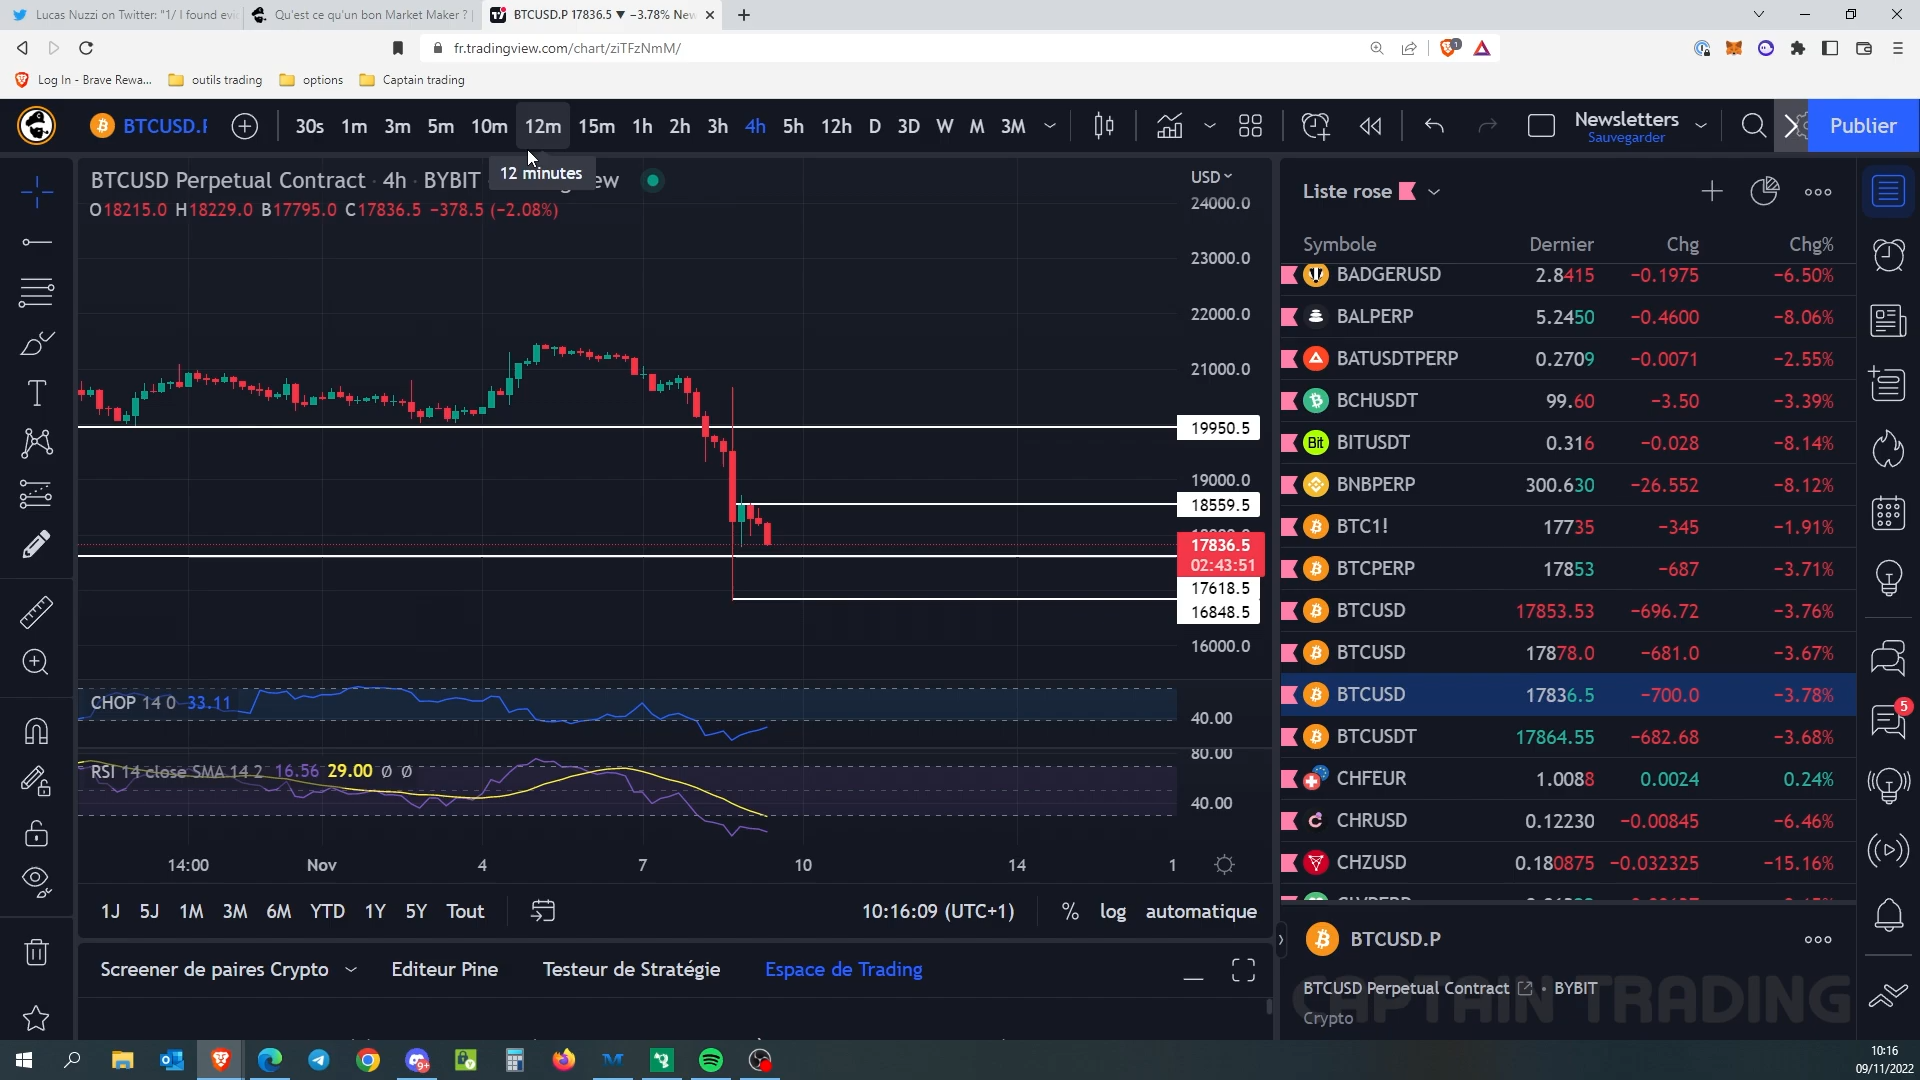 Lucas Nuzzi on Twitter: "1/ I found evi
Qu'est ce qu'un bon Market Maker ?
BTCUSD.P 17836.5 ▼ −3.78% New
fr.tradingview.com/chart/ziTFzNmM/
Log In - Brave Rewa...
outils trading
options
Captain trading
BTCUSD.
30s 1m 3m 5m 10m 12m 15m 1h 2h 3h 4h 5h 12h D 3D W M 3M
Newsletters
Sauvegarder
Publier
12 minutes
BTCUSD Perpetual Contract · 4h · BYBIT
O18215.0 H18229.0 B17795.0 C17836.5 −378.5 (−2.08%)
USD
24000.0
23000.0
22000.0
21000.0
19950.5
19000.0
18559.5
17836.5
02:43:51
17618.5
16848.5
16000.0
CHOP 14 0 33.11
40.00
80.00
RSI 14 close SMA 14 2 16.56 29.00 Ø Ø
40.00
14:00 Nov 4 7 10 14 1
1J 5J 1M 3M 6M YTD 1Y 5Y Tout
10:16:09 (UTC+1) % log automatique
Screener de paires Crypto Editeur Pine Testeur de Stratégie Espace de Trading
Liste rose
Symbole Dernier Chg Chg%
BADGERUSD 2.8415 −0.1975 −6.50%
BALPERP 5.2450 −0.4600 −8.06%
BATUSDTPERP 0.2709 −0.0071 −2.55%
BCHUSDT 99.60 −3.50 −3.39%
Bit BITUSDT 0.316 −0.028 −8.14%
BNBPERP 300.630 −26.552 −8.12%
BTC1! 17735 −345 −1.91%
BTCPERP 17853 −687 −3.71%
BTCUSD 17853.53 −696.72 −3.76%
BTCUSD 17878.0 −681.0 −3.67%
BTCUSD 17836.5 −700.0 −3.78%
BTCUSDT 17864.55 −682.68 −3.68%
CHFEUR 1.0088 0.0024 0.24%
CHRUSD 0.12230 −0.00845 −6.46%
CHZUSD 0.180875 −0.032325 −15.16%
5
BTCUSD.P
BTCUSD Perpetual Contract · BYBIT
Crypto
CAPTAIN TRADING
9+
10:16
09/11/2022